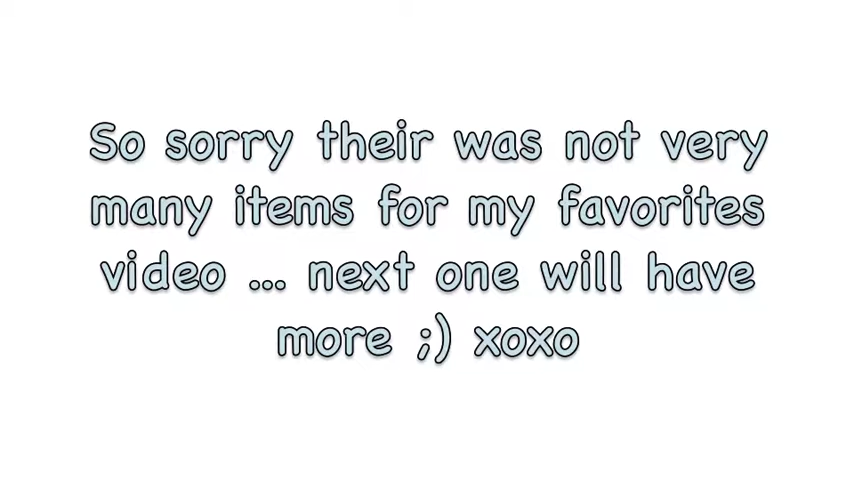 So sorry their was not very
many items for my favorites
video ... next one will have
more ;) xoxo